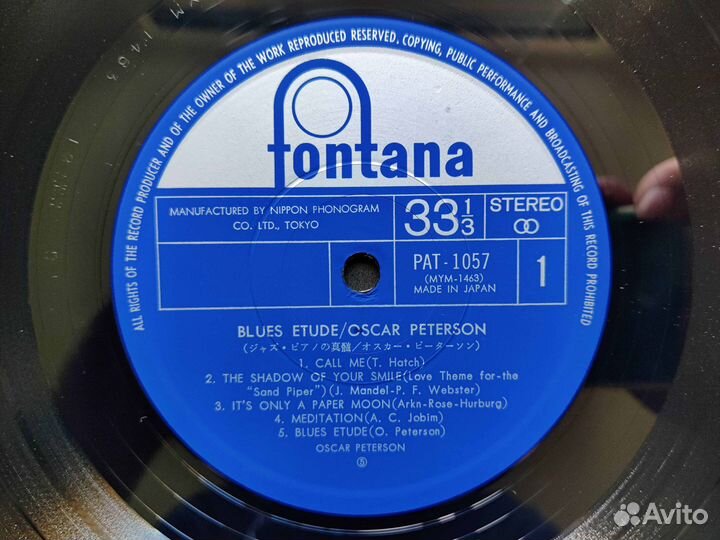 ALL RIGHTS OF THE RECORD PRODUCER AND OF THE OWNER OF THE WORK REPRODUCED RESERVED, COPYING, PUBLIC PERFORMANCE AND BROADCASTING OF THIS RECORD PROHIBITED
fontana
MANUFACTURED BY NIPPON PHONOGRAM
CO. LTD., TOKYO
33 1/3
STEREO
PAT-1057
(MYM-1463)
MADE IN JAPAN
1
BLUES ETUDE/OSCAR PETERSON
(ジャズ・ピアノの真髄/オスカー・ピーターソン)
1. CALL ME(T. Hatch)
2. THE SHADOW OF YOUR SMILE(Love Theme for-the
"Sand Piper")(J. Mandel-P. F. Webster)
3. IT'S ONLY A PAPER MOON(Arkn-Rose-Hurburg)
4. MEDITATION(A. C. Jobim)
5. BLUES ETUDE(O. Peterson)
OSCAR PETERSON
⑤
Avito